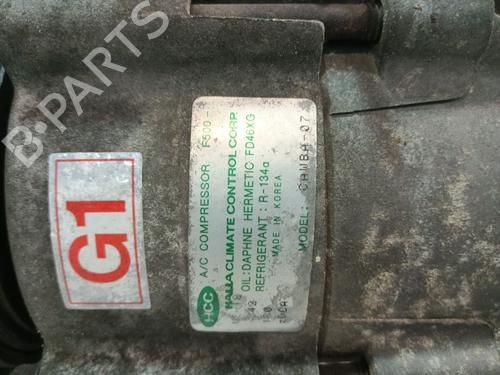 B-PARTS
G1
HCC
A/C COMPRESSOR F500-
HALLA CLIMATE CONTROL CORP.
OIL:DAPHNE HERMETIC FD46XG
REFRIGERANT : R-134a
MADE IN KOREA
MODEL: CAWBA-07